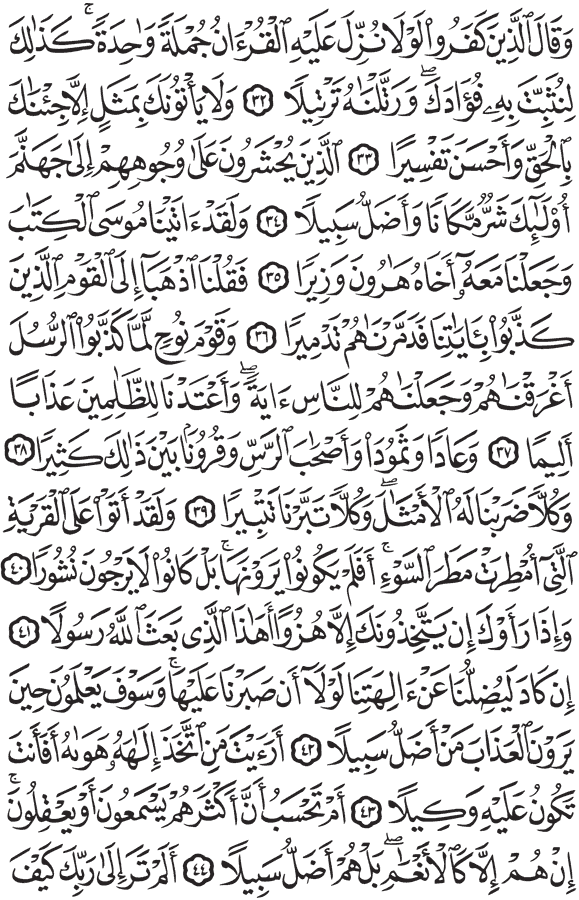 وَقَالَ ٱلَّذِينَ كَفَرُوا۟ لَوْلَا نُزِّلَ عَلَيْهِ ٱلْقُرْءَانُ جُمْلَةً وَٰحِدَةً ۚ كَذَٰلِكَ
لِنُثَبِّتَ بِهِۦ فُؤَادَكَ ۖ وَرَتَّلْنَٰهُ تَرْتِيلًا ٣٢ وَلَا يَأْتُونَكَ بِمَثَلٍ إِلَّا جِئْنَٰكَ
بِٱلْحَقِّ وَأَحْسَنَ تَفْسِيرًا ٣٣ ٱلَّذِينَ يُحْشَرُونَ عَلَىٰ وُجُوهِهِمْ إِلَىٰ جَهَنَّمَ
أُو۟لَٰٓئِكَ شَرٌّ مَّكَانًا وَأَضَلُّ سَبِيلًا ٣٤ وَلَقَدْ ءَاتَيْنَا مُوسَى ٱلْكِتَٰبَ
وَجَعَلْنَا مَعَهُۥٓ أَخَاهُ هَٰرُونَ وَزِيرًا ٣٥ فَقُلْنَا ٱذْهَبَآ إِلَى ٱلْقَوْمِ ٱلَّذِينَ
كَذَّبُوا۟ بِـَٔايَٰتِنَا فَدَمَّرْنَٰهُمْ تَدْمِيرًا ٣٦ وَقَوْمَ نُوحٍ لَّمَّا كَذَّبُوا۟ ٱلرُّسُلَ
أَغْرَقْنَٰهُمْ وَجَعَلْنَٰهُمْ لِلنَّاسِ ءَايَةً ۖ وَأَعْتَدْنَا لِلظَّٰلِمِينَ عَذَابًا
أَلِيمًا ٣٧ وَعَادًا وَثَمُودَا۟ وَأَصْحَٰبَ ٱلرَّسِّ وَقُرُونًۢا بَيْنَ ذَٰلِكَ كَثِيرًا ٣٨
وَكُلًّا ضَرَبْنَا لَهُ ٱلْأَمْثَٰلَ ۖ وَكُلًّا تَبَّرْنَا تَتْبِيرًا ٣٩ وَلَقَدْ أَتَوْا۟ عَلَى ٱلْقَرْيَةِ
ٱلَّتِىٓ أُمْطِرَتْ مَطَرَ ٱلسَّوْءِ ۚ أَفَلَمْ يَكُونُوا۟ يَرَوْنَهَا ۚ بَلْ كَانُوا۟ لَا يَرْجُونَ نُشُورًا ٤٠
وَإِذَا رَأَوْكَ إِن يَتَّخِذُونَكَ إِلَّا هُزُوًا أَهَٰذَا ٱلَّذِى بَعَثَ ٱللَّهُ رَسُولًا ٤١
إِن كَادَ لَيُضِلُّنَا عَنْ ءَالِهَتِنَا لَوْلَآ أَن صَبَرْنَا عَلَيْهَا ۚ وَسَوْفَ يَعْلَمُونَ حِينَ
يَرَوْنَ ٱلْعَذَابَ مَنْ أَضَلُّ سَبِيلًا ٤٢ أَرَءَيْتَ مَنِ ٱتَّخَذَ إِلَٰهَهُۥ هَوَىٰهُ أَفَأَنتَ
تَكُونُ عَلَيْهِ وَكِيلًا ٤٣ أَمْ تَحْسَبُ أَنَّ أَكْثَرَهُمْ يَسْمَعُونَ أَوْ يَعْقِلُونَ ۚ
إِنْ هُمْ إِلَّا كَٱلْأَنْعَٰمِ ۖ بَلْ هُمْ أَضَلُّ سَبِيلًا ٤٤ أَلَمْ تَرَ إِلَىٰ رَبِّكَ كَيْفَ